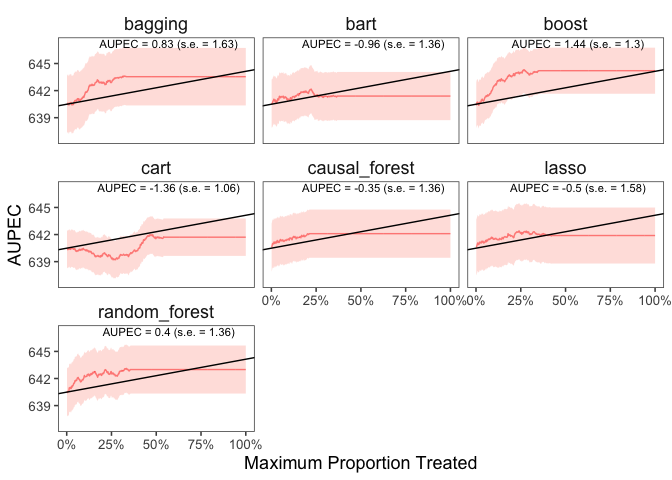 bagging
bart
boost
AUPEC = 0.83 (s.e. = 1.63)
AUPEC = -0.96 (s.e. = 1.36)
AUPEC = 1.44 (s.e. = 1.3)
645
642
639
cart
causal_forest
lasso
AUPEC = -1.36 (s.e. = 1.06)
AUPEC = -0.35 (s.e. = 1.36)
AUPEC = -0.5 (s.e. = 1.58)
645
642
639
AUPEC
0% 25% 50% 75% 100%
0% 25% 50% 75% 100%
random_forest
AUPEC = 0.4 (s.e. = 1.36)
645
642
639
0% 25% 50% 75% 100%
Maximum Proportion Treated